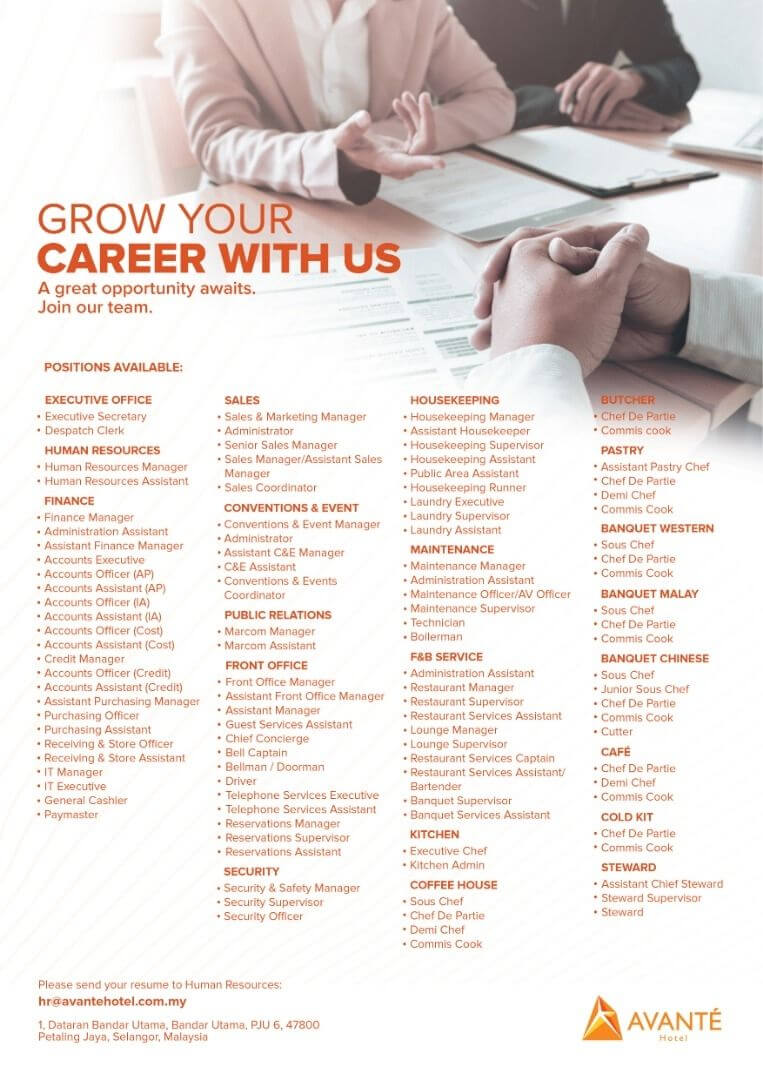 GROW YOUR
CAREER WITH US
A great opportunity awaits.
Join our team.
POSITIONS AVAILABLE:
EXECUTIVE OFFICE
• Executive Secretary
• Despatch Clerk
HUMAN RESOURCES
• Human Resources Manager
• Human Resources Assistant
FINANCE
• Finance Manager
• Administration Assistant
• Assistant Finance Manager
• Accounts Executive
• Accounts Officer (AP)
• Accounts Assistant (AP)
• Accounts Officer (IA)
• Accounts Assistant (IA)
• Accounts Officer (Cost)
• Accounts Assistant (Cost)
• Credit Manager
• Accounts Officer (Credit)
• Accounts Assistant (Credit)
• Assistant Purchasing Manager
• Purchasing Officer
• Purchasing Assistant
• Receiving & Store Officer
• Receiving & Store Assistant
• IT Manager
• IT Executive
• General Cashier
• Paymaster
SALES
• Sales & Marketing Manager
• Administrator
• Senior Sales Manager
• Sales Manager/Assistant Sales
Manager
• Sales Coordinator
CONVENTIONS & EVENT
• Conventions & Event Manager
• Administrator
• Assistant C&E Manager
• C&E Assistant
• Conventions & Events
Coordinator
PUBLIC RELATIONS
• Marcom Manager
• Marcom Assistant
FRONT OFFICE
• Front Office Manager
• Assistant Front Office Manager
• Assistant Manager
• Guest Services Assistant
• Chief Concierge
• Bell Captain
• Bellman / Doorman
• Driver
• Telephone Services Executive
• Telephone Services Assistant
• Reservations Manager
• Reservations Supervisor
• Reservations Assistant
SECURITY
• Security & Safety Manager
• Security Supervisor
• Security Officer
HOUSEKEEPING
• Housekeeping Manager
• Assistant Housekeeper
• Housekeeping Supervisor
• Housekeeping Assistant
• Public Area Assistant
• Housekeeping Runner
• Laundry Executive
• Laundry Supervisor
• Laundry Assistant
MAINTENANCE
• Maintenance Manager
• Administration Assistant
• Maintenance Officer/AV Officer
• Maintenance Supervisor
• Technician
• Boilerman
F&B SERVICE
• Administration Assistant
• Restaurant Manager
• Restaurant Supervisor
• Restaurant Services Assistant
• Lounge Manager
• Lounge Supervisor
• Restaurant Services Captain
• Restaurant Services Assistant/
Bartender
• Banquet Supervisor
• Banquet Services Assistant
KITCHEN
• Executive Chef
• Kitchen Admin
COFFEE HOUSE
• Sous Chef
• Chef De Partie
• Demi Chef
• Commis Cook
BUTCHER
• Chef De Partie
• Commis cook
PASTRY
• Assistant Pastry Chef
• Chef De Partie
• Demi Chef
• Commis Cook
BANQUET WESTERN
• Sous Chef
• Chef De Partie
• Commis Cook
BANQUET MALAY
• Sous Chef
• Chef De Partie
• Commis Cook
BANQUET CHINESE
• Sous Chef
• Junior Sous Chef
• Chef De Partie
• Commis Cook
• Cutter
CAFÉ
• Chef De Partie
• Demi Chef
• Commis Cook
COLD KIT
• Chef De Partie
• Commis Cook
STEWARD
• Assistant Chief Steward
• Steward Supervisor
• Steward
Please send your resume to Human Resources:
hr@avantehotel.com.my
1, Dataran Bandar Utama, Bandar Utama, PJU 6, 47800
Petaling Jaya, Selangor, Malaysia
AVANTÉ
Hotel